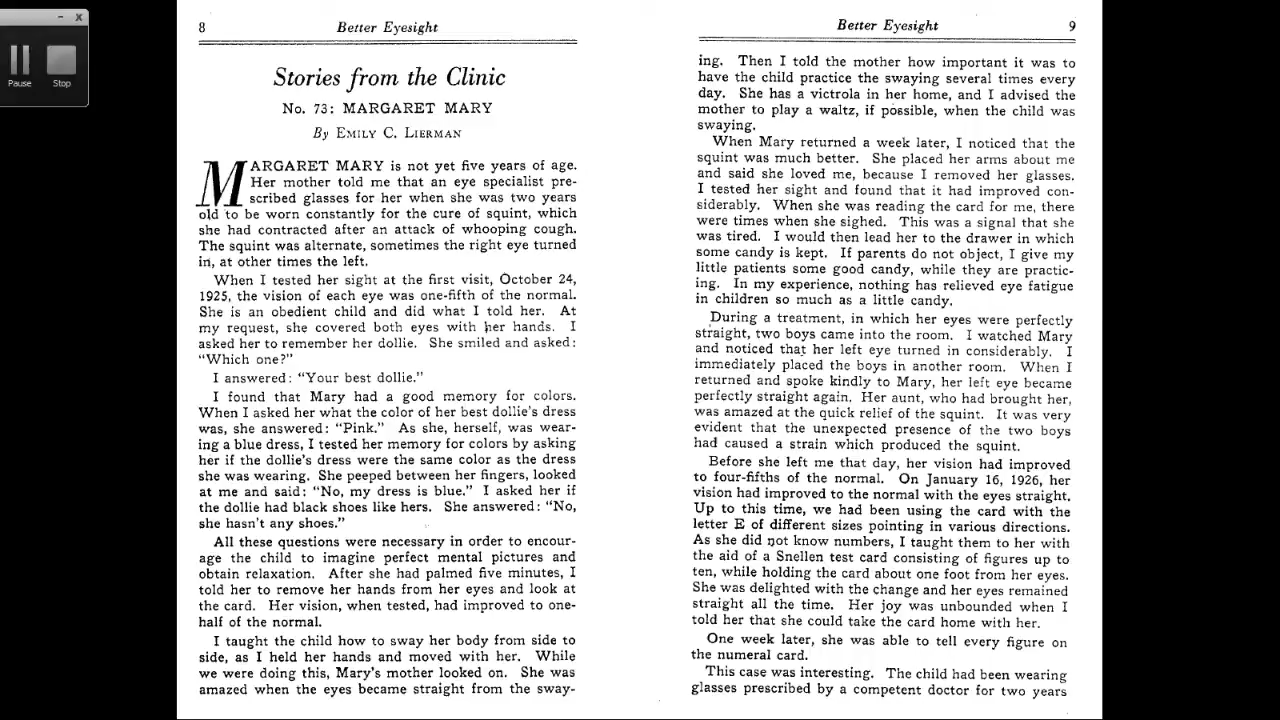 Pause
Stop
8
Better Eyesight
Stories from the Clinic
No. 73: MARGARET MARY
By EMILY C. LIERMAN
MARGARET MARY is not yet five years of age.
Her mother told me that an eye specialist pre-
scribed glasses for her when she was two years
old to be worn constantly for the cure of squint, which
she had contracted after an attack of whooping cough.
The squint was alternate, sometimes the right eye turned
in, at other times the left.
When I tested her sight at the first visit, October 24,
1925, the vision of each eye was one-fifth of the normal.
She is an obedient child and did what I told her. At
my request, she covered both eyes with her hands. I
asked her to remember her dollie. She smiled and asked:
"Which one?"
I answered: "Your best dollie."
I found that Mary had a good memory for colors.
When I asked her what the color of her best dollie's dress
was, she answered: "Pink." As she, herself, was wear-
ing a blue dress, I tested her memory for colors by asking
her if the dollie's dress were the same color as the dress
she was wearing. She peeped between her fingers, looked
at me and said: "No, my dress is blue." I asked her if
the dollie had black shoes like hers. She answered: "No,
she hasn't any shoes."
All these questions were necessary in order to encour-
age the child to imagine perfect mental pictures and
obtain relaxation. After she had palmed five minutes, I
told her to remove her hands from her eyes and look at
the card. Her vision, when tested, had improved to one-
half of the normal.
I taught the child how to sway her body from side to
side, as I held her hands and moved with her. While
we were doing this, Mary's mother looked on. She was
amazed when the eyes became straight from the sway-
Better Eyesight
9
ing. Then I told the mother how important it was to
have the child practice the swaying several times every
day. She has a victrola in her home, and I advised the
mother to play a waltz, if possible, when the child was
swaying.
When Mary returned a week later, I noticed that the
squint was much better. She placed her arms about me
and said she loved me, because I removed her glasses.
I tested her sight and found that it had improved con-
siderably. When she was reading the card for me, there
were times when she sighed. This was a signal that she
was tired. I would then lead her to the drawer in which
some candy is kept. If parents do not object, I give my
little patients some good candy, while they are practic-
ing. In my experience, nothing has relieved eye fatigue
in children so much as a little candy.
During a treatment, in which her eyes were perfectly
straight, two boys came into the room. I watched Mary
and noticed that her left eye turned in considerably. I
immediately placed the boys in another room. When I
returned and spoke kindly to Mary, her left eye became
perfectly straight again. Her aunt, who had brought her,
was amazed at the quick relief of the squint. It was very
evident that the unexpected presence of the two boys
had caused a strain which produced the squint.
Before she left me that day, her vision had improved
to four-fifths of the normal. On January 16, 1926, her
vision had improved to the normal with the eyes straight.
Up to this time, we had been using the card with the
letter E of different sizes pointing in various directions.
As she did not know numbers, I taught them to her with
the aid of a Snellen test card consisting of figures up to
ten, while holding the card about one foot from her eyes.
She was delighted with the change and her eyes remained
straight all the time. Her joy was unbounded when I
told her that she could take the card home with her.
One week later, she was able to tell every figure on
the numeral card.
This case was interesting. The child had been wearing
glasses prescribed by a competent doctor for two years